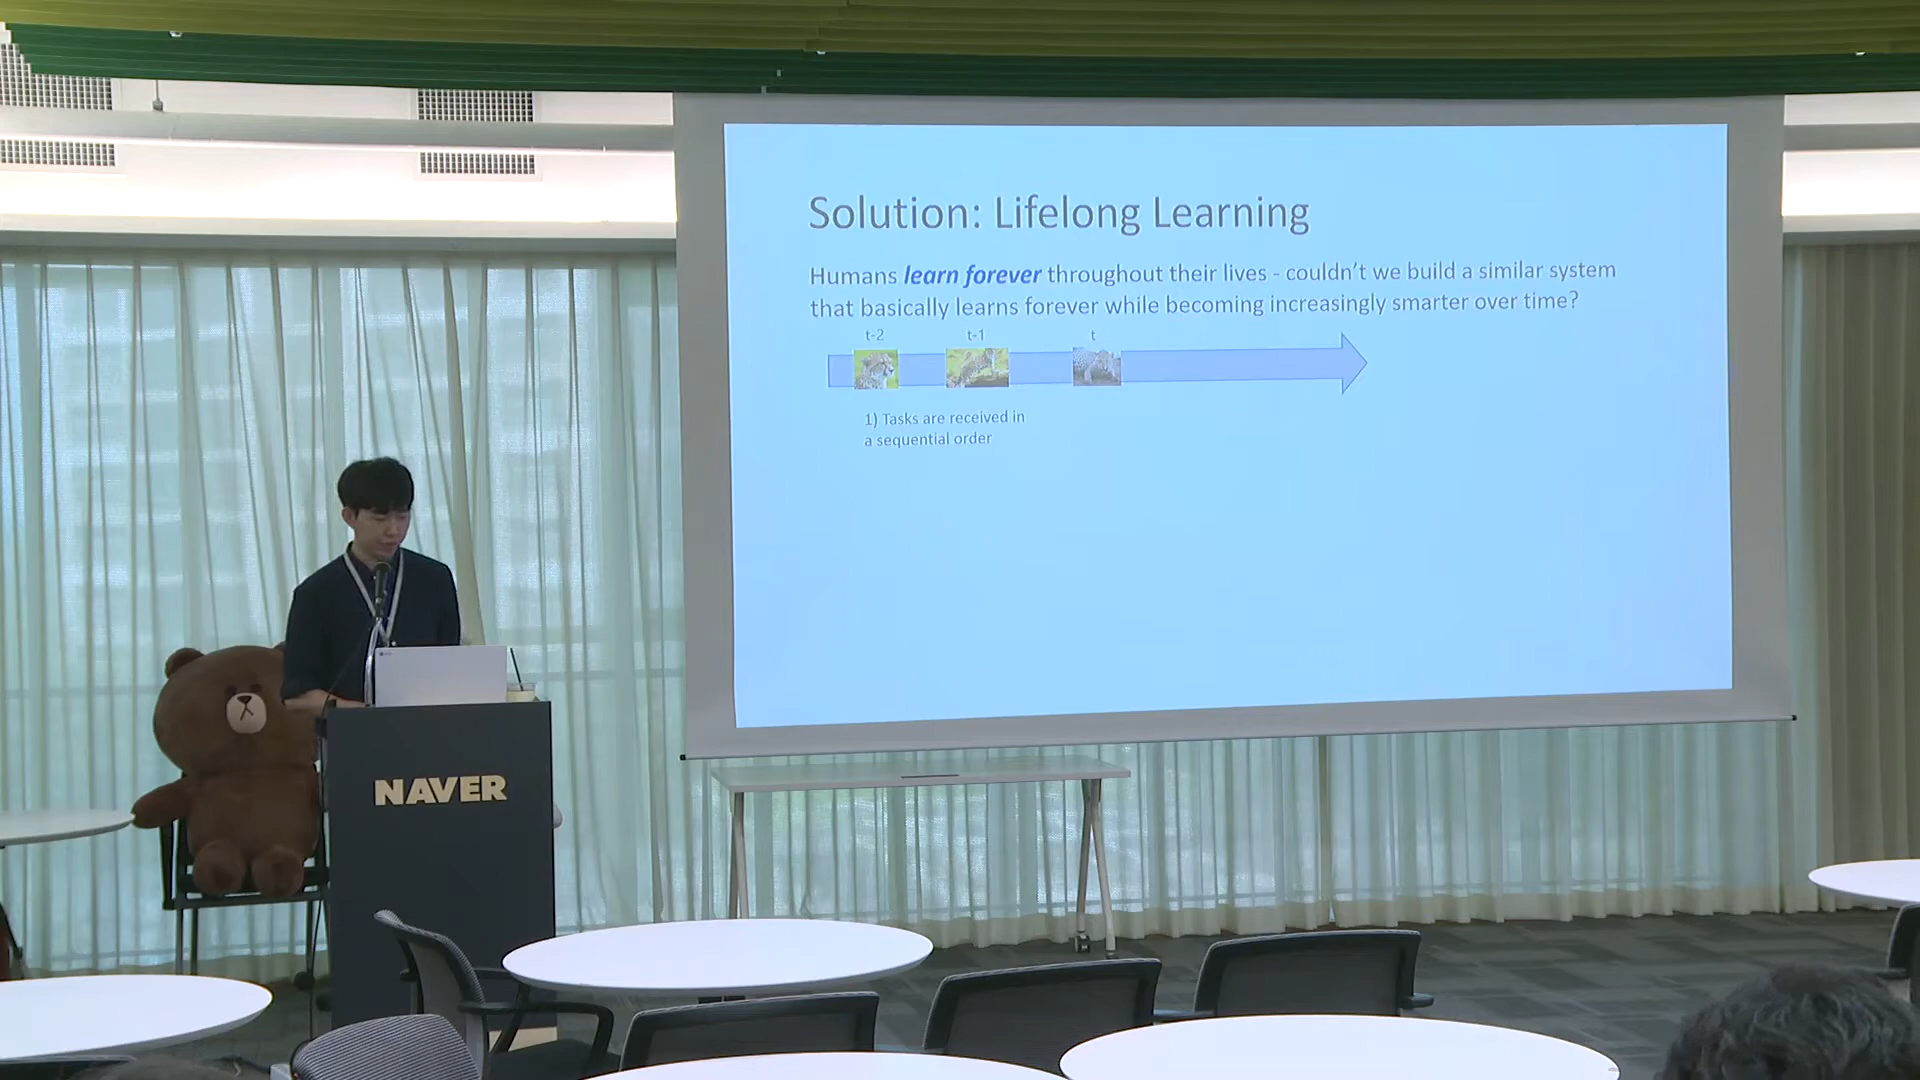 Solution: Lifelong Learning
Humans learn forever throughout their lives - couldn't we build a similar system
that basically learns forever while becoming increasingly smarter over time?
t-2 t-1 t
1) Tasks are received in
a sequential order
NAVER